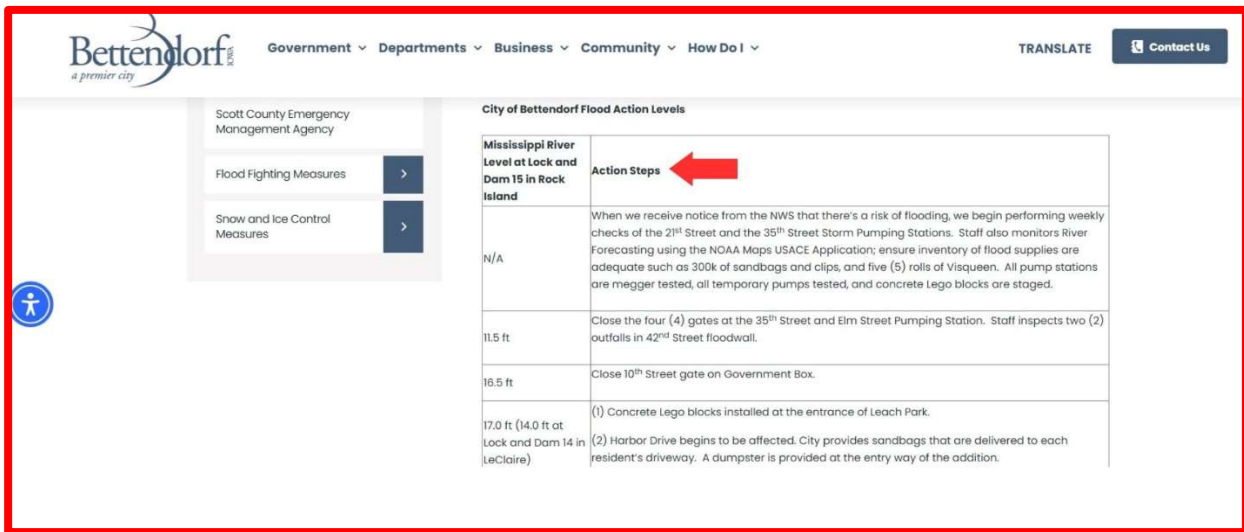 Bettendorf
IOWA
a premier city
Government
Departments
Business
Community
How Do I
TRANSLATE
Contact Us
Scott County Emergency
Management Agency
Flood Fighting Measures
Snow and Ice Control
Measures
City of Bettendorf Flood Action Levels
Mississippi River
Level at Lock and
Dam 15 in Rock
Island
Action Steps
N/A
When we receive notice from the NWS that there's a risk of flooding, we begin performing weekly
checks of the 21st Street and the 35th Street Storm Pumping Stations. Staff also monitors River
Forecasting using the NOAA Maps USACE Application; ensure inventory of flood supplies are
adequate such as 300k of sandbags and clips, and five (5) rolls of Visqueen. All pump stations
are megger tested, all temporary pumps tested, and concrete Lego blocks are staged.
11.5 ft
Close the four (4) gates at the 35th Street and Elm Street Pumping Station. Staff inspects two (2)
outfalls in 42nd Street floodwall.
16.5 ft
Close 10th Street gate on Government Box.
17.0 ft (14.0 ft at
Lock and Dam 14 in
LeClaire)
(1) Concrete Lego blocks installed at the entrance of Leach Park.
(2) Harbor Drive begins to be affected. City provides sandbags that are delivered to each
resident's driveway. A dumpster is provided at the entry way of the addition.